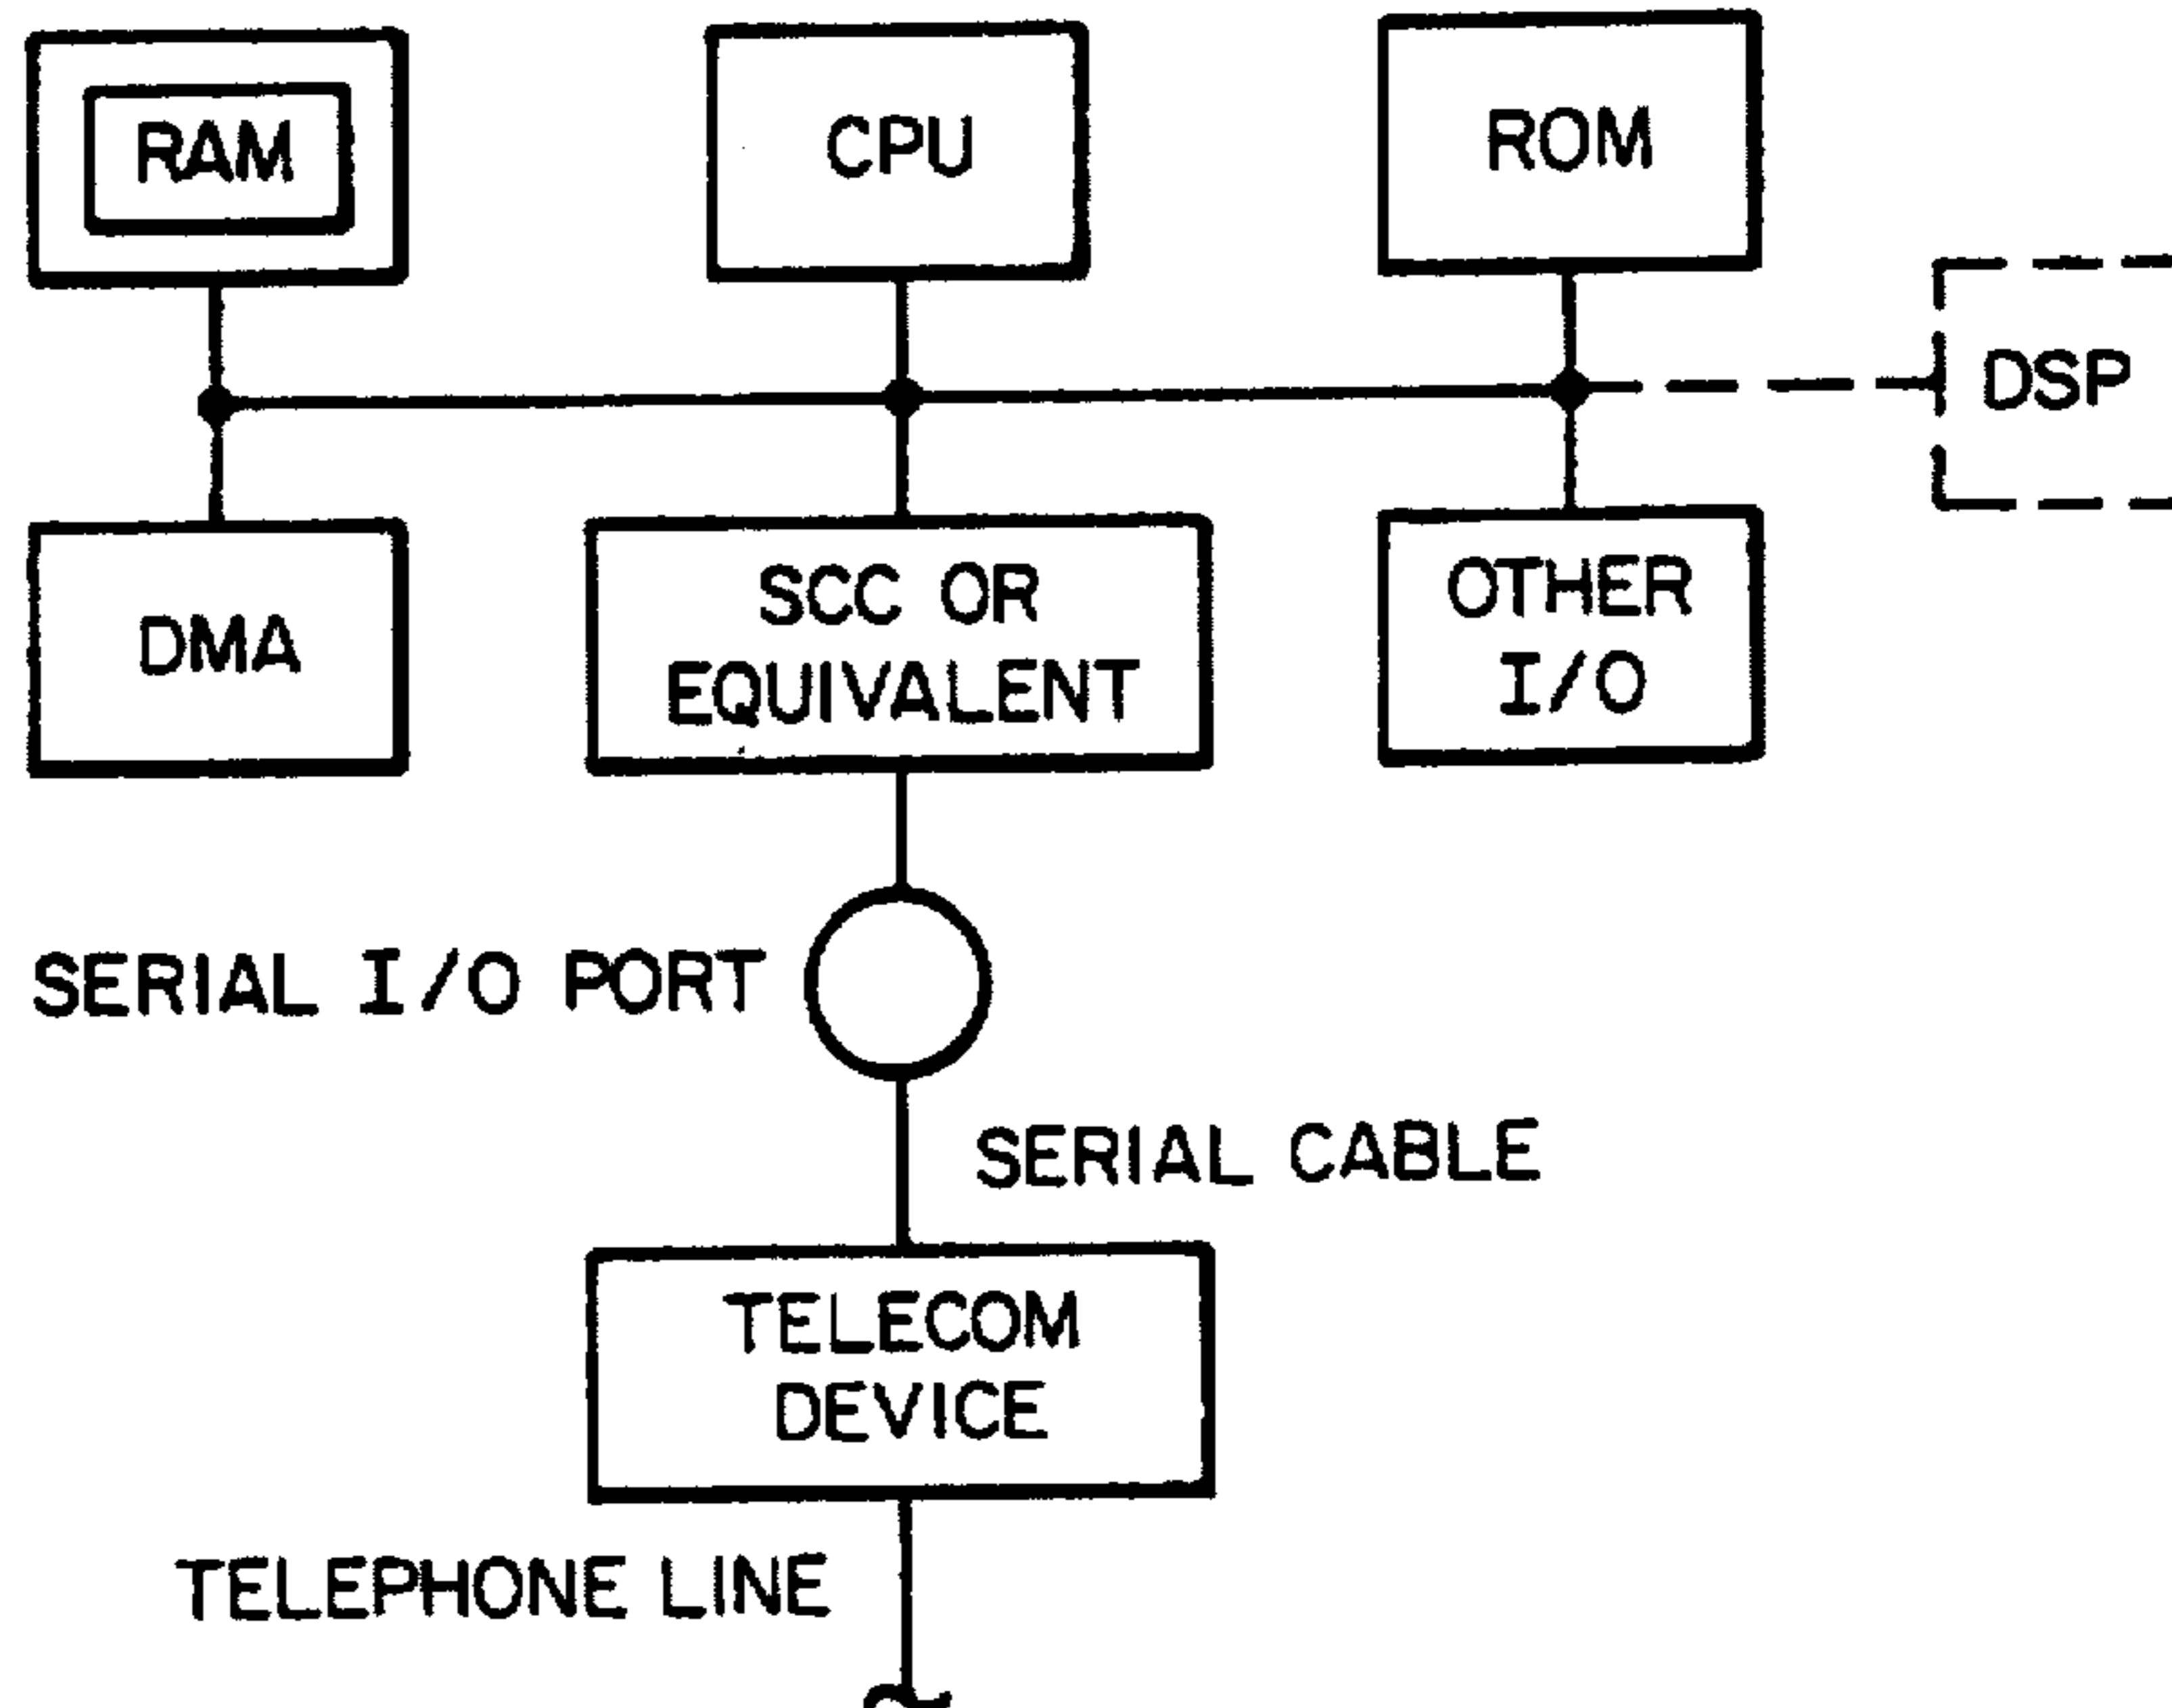 RAM
CPU
ROM
DSP
DMA
SCC OR
EQUIVALENT
OTHER
I/O
SERIAL I/O PORT
SERIAL CABLE
TELECOM
DEVICE
TELEPHONE LINE